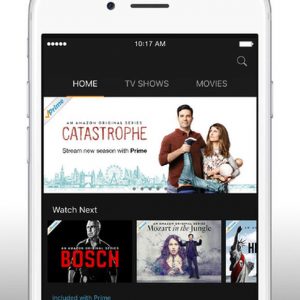 10:17 AM
HOME
TV SHOWS
MOVIES
Prime
AN AMAZON ORIGINAL SERIES
CATASTROPHE
Stream new season with Prime
Watch Next
AN AMAZON ORIGINAL SERIES
BOSCH
AN AMAZON ORIGINAL SERIES
Mozart in the Jungle
Included with Prime